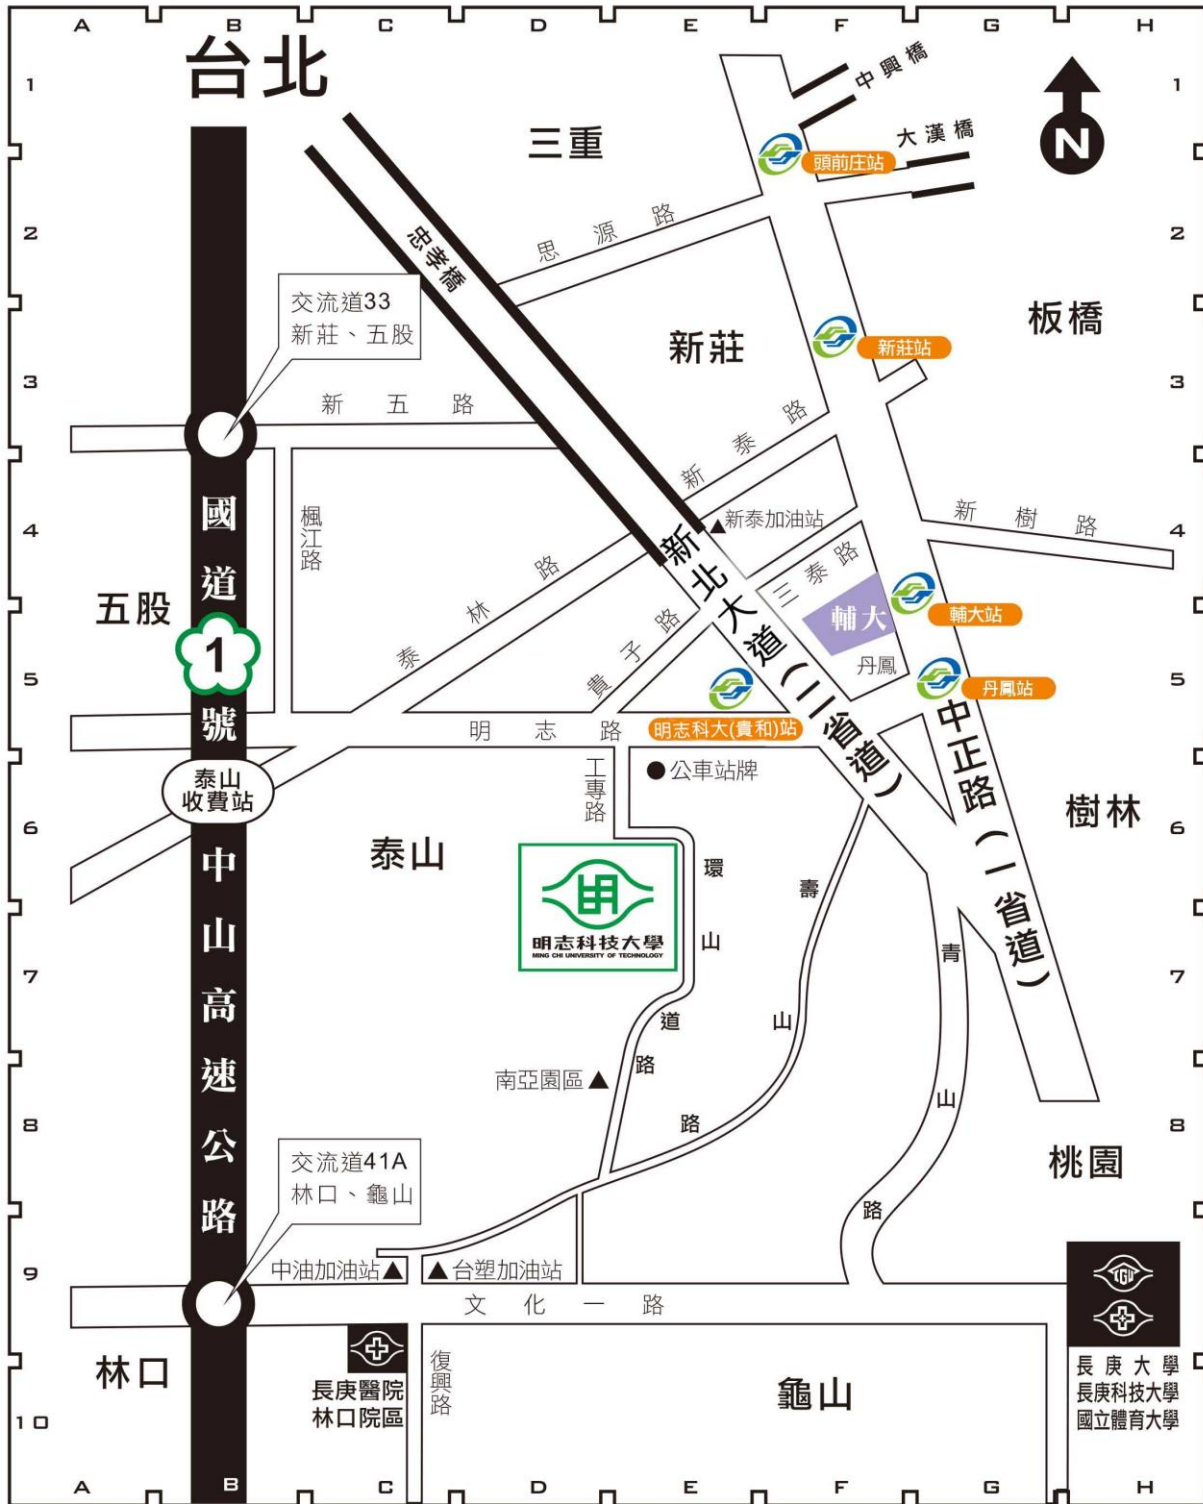 A B C D E F G H
台北
1
1
中興橋
三重
大漢橋
N
頭前庄站
2
2
思源路
忠孝橋
交流道33
新莊、五股
板橋
新莊
新莊站
3
3
新五路
新泰路
國道
1
號
中山高速公路
楓江路
4
4
新泰加油站
新樹路
泰林路
新北大道(二省道)
三泰路
五股
輔大
輔大站
貴子路
丹鳳
5
5
丹鳳站
明志路
明志科大(貴和)站
中正路(一省道)
泰山
收費站
工專路
公車站牌
樹林
6
6
泰山
環山道路
壽山路
明志科技大學
MING CHI UNIVERSITY OF TECHNOLOGY
青山路
7
7
南亞園區
8
8
交流道41A
林口、龜山
桃園
9
9
中油加油站
台塑加油站
文化一路
CGU
林口
長庚醫院
林口院區
復興路
龜山
長庚大學
長庚科技大學
國立體育大學
10
10
A B C D E F G H